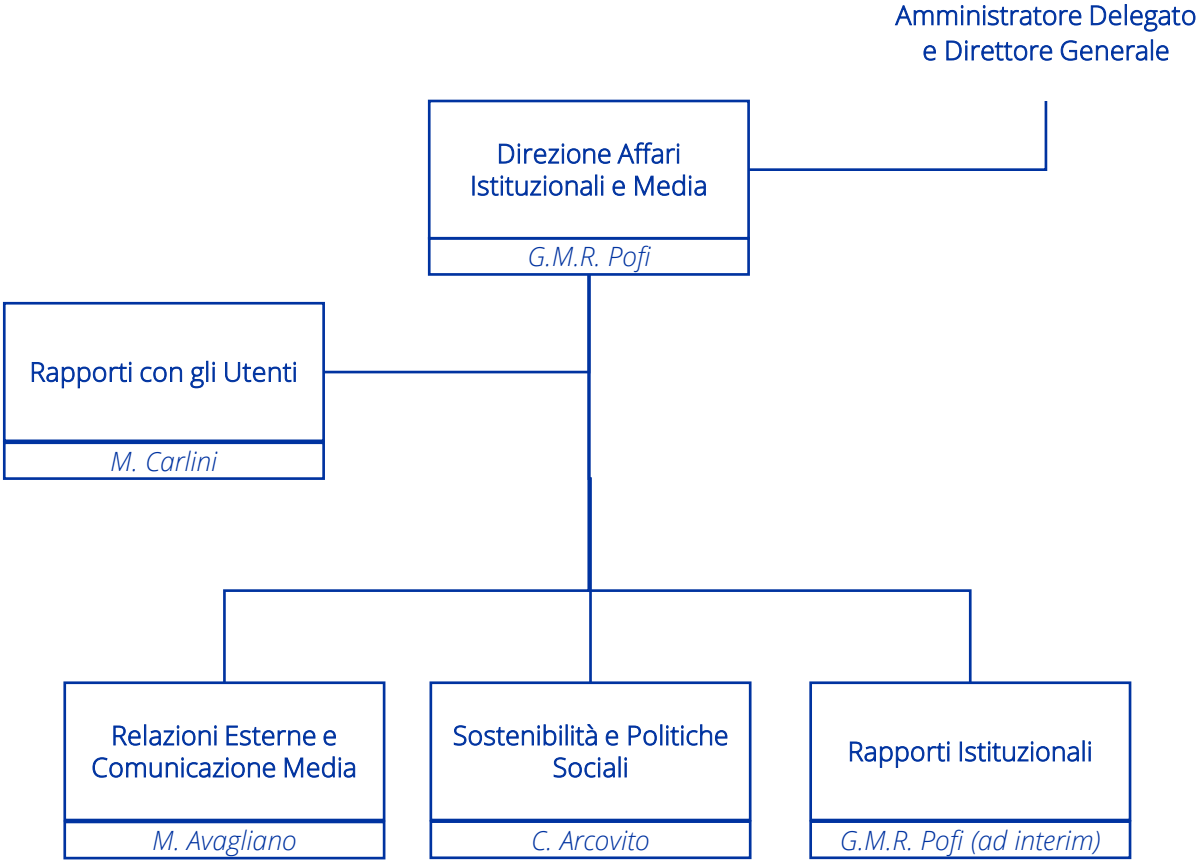 Amministratore Delegato
e Direttore Generale
Direzione Affari
Istituzionali e Media
G.M.R. Pofi
Rapporti con gli Utenti
M. Carlini
Relazioni Esterne e
Comunicazione Media
M. Avagliano
Sostenibilità e Politiche
Sociali
C. Arcovito
Rapporti Istituzionali
G.M.R. Pofi (ad interim)